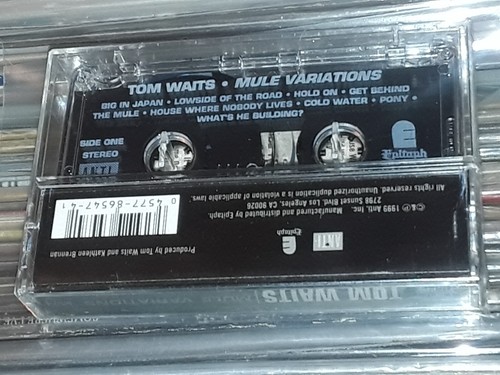 TOM WAITS • MULE VARIATIONS
BIG IN JAPAN • LOWSIDE OF THE ROAD • HOLD ON • GET BEHIND
THE MULE • HOUSE WHERE NOBODY LIVES • COLD WATER • PONY •
WHAT'S HE BUILDING?
SIDE ONE
STEREO
ANTI
Epitaph
Produced by Tom Waits and Kathleen Brennan
0 4577-86547-4 1
ANTI
Epitaph
©℗ 1999 Anti, Inc. Manufactured and distributed by Epitaph.
2798 Sunset Blvd. Los Angeles, CA 90026
All rights reserved. Unauthorized duplication is a violation of applicable laws.
TOM WAITS | MULE VARIATIONS